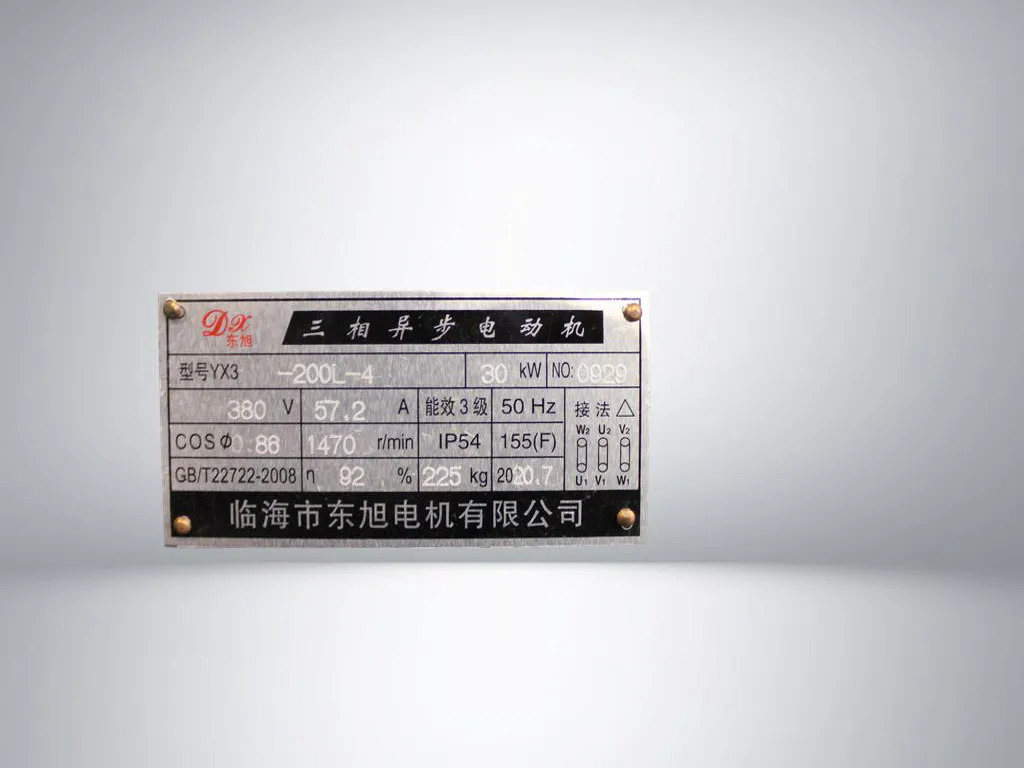 DX 东旭 三相异步电动机
型号YX3 -200L-4 30 kW NO: 0929
380 V 57.2 A 能效3级 50 Hz 接法△
COSΦ 0.86 1470 r/min IP54 155(F) W2 U2 V2
GB/T22722-2008 η 92 % 225 kg 2020.7 U1 V1 W1
临海市东旭电机有限公司